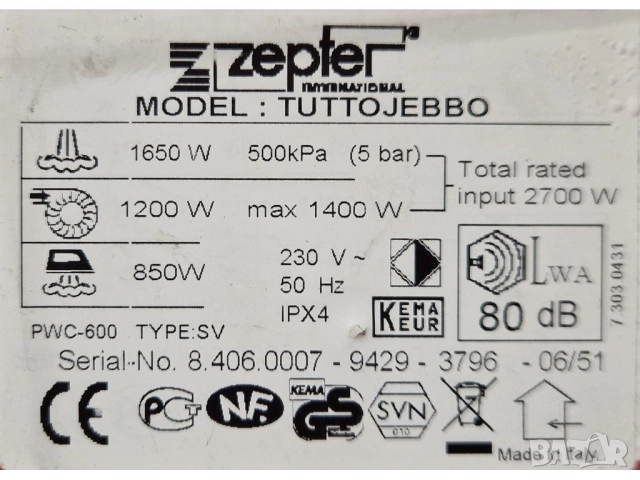 zepter
INTERNATIONAL
MODEL : TUTTOJEBBO
1650 W 500kPa (5 bar)
Total rated
input 2700 W
1200 W max 1400 W
850W
230 V ~
50 Hz
IPX4
KEMA
KEUR
LWA
80 dB
7 303 0431
PWC-600 TYPE:SV
Serial-No. 8.406.0007 - 9429 - 3796 - 06/51
CE
PCT
NF
KEMA
GS
SVN
010
Made in Italy
BAZAR